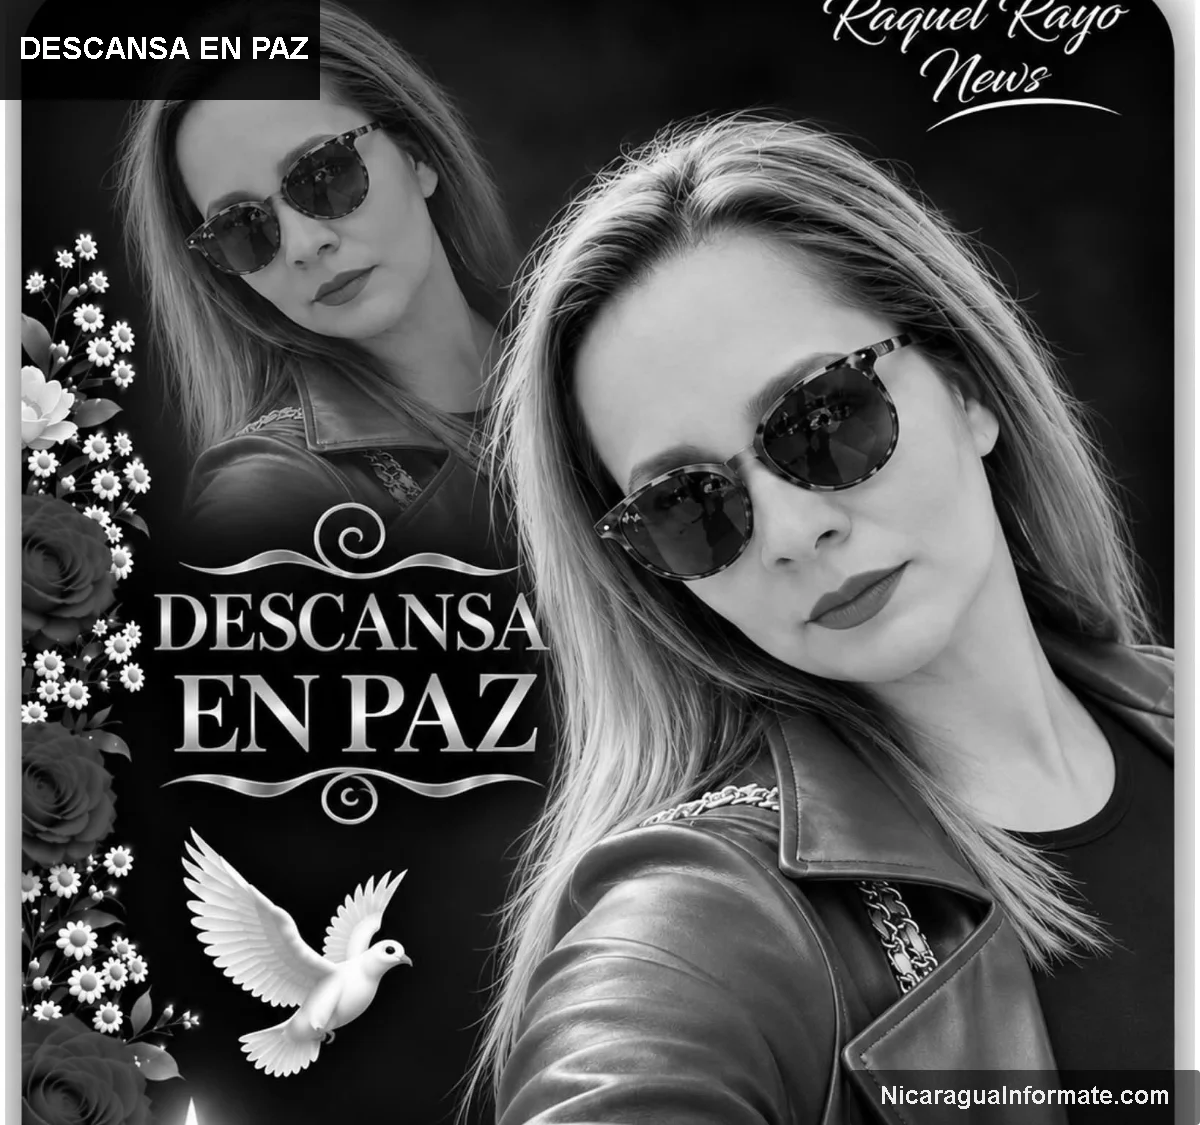 DESCANSA EN PAZ
Raquel Rayo
News
DESCANSA
EN PAZ
NicaraguaInformate.com